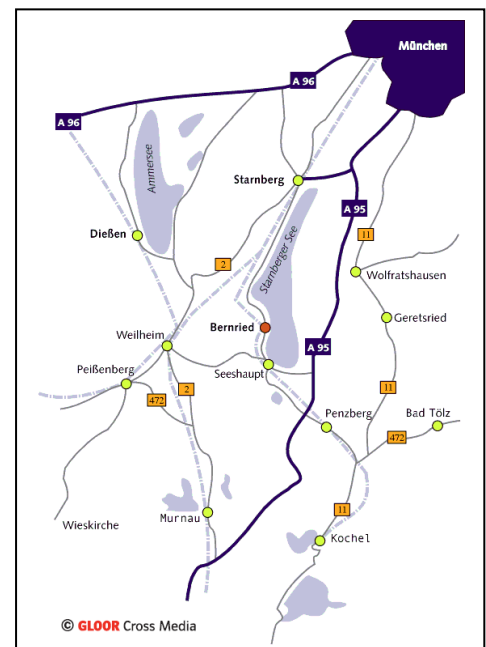 München
A 96
A 96
Ammersee
Starnberg
A 95
Dießen
11
2
Starnberger See
Wolfratshausen
Geretsried
Bernried
Weilheim
A 95
Seeshaupt
Peißenberg
2
11
472
Penzberg
Bad Tölz
472
Wieskirche
Murnau
11
Kochel
© GLOOR Cross Media